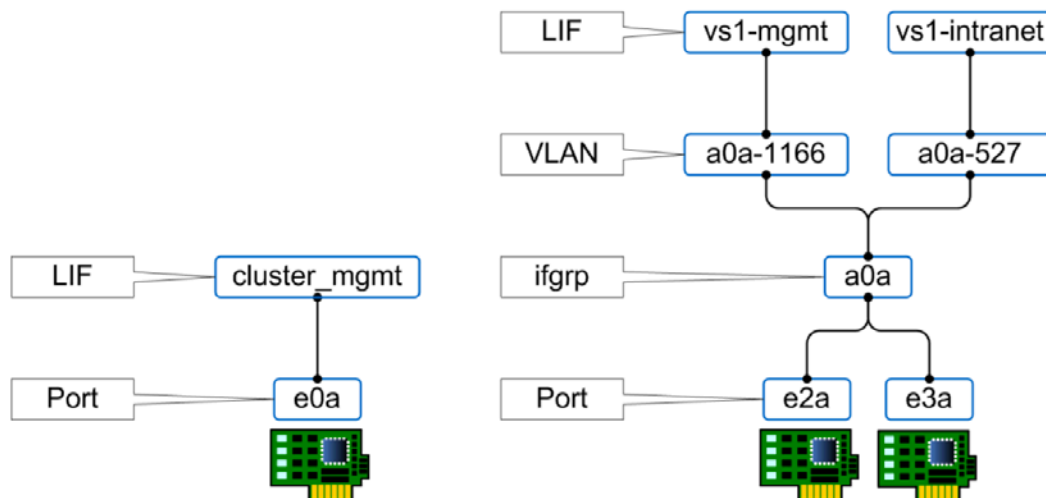 LIF
vs1-mgmt
vs1-intranet
VLAN
a0a-1166
a0a-527
LIF
cluster_mgmt
ifgrp
a0a
Port
e0a
Port
e2a
e3a